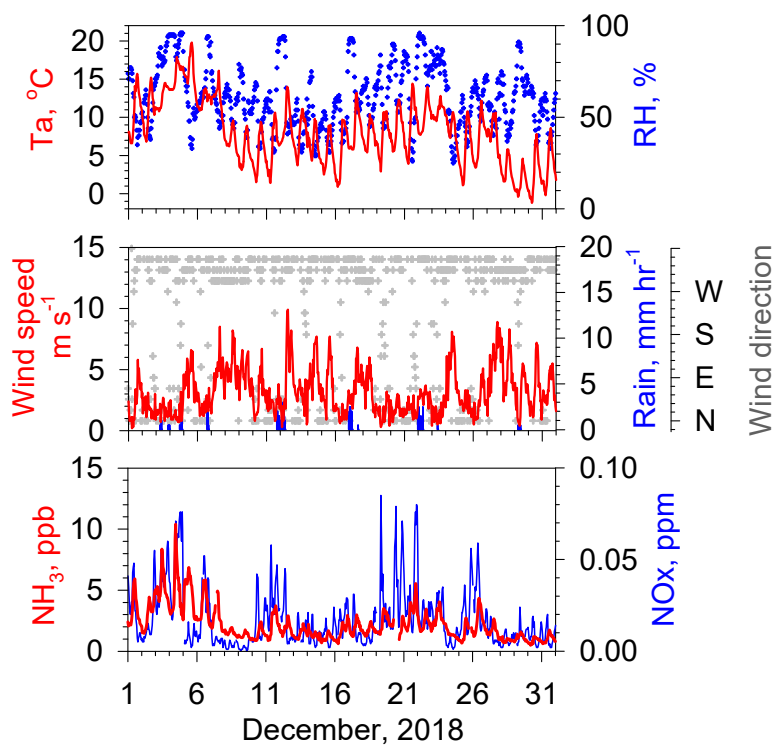 20
15
10
5
0
Ta, °C
100
50
0
RH, %
15
10
5
0
Wind speed
m s⁻¹
20
15
10
5
0
Rain, mm hr⁻¹
W
S
E
N
Wind direction
15
10
5
0
NH₃, ppb
0.10
0.05
0.00
NOx, ppm
1 6 11 16 21 26 31
December, 2018